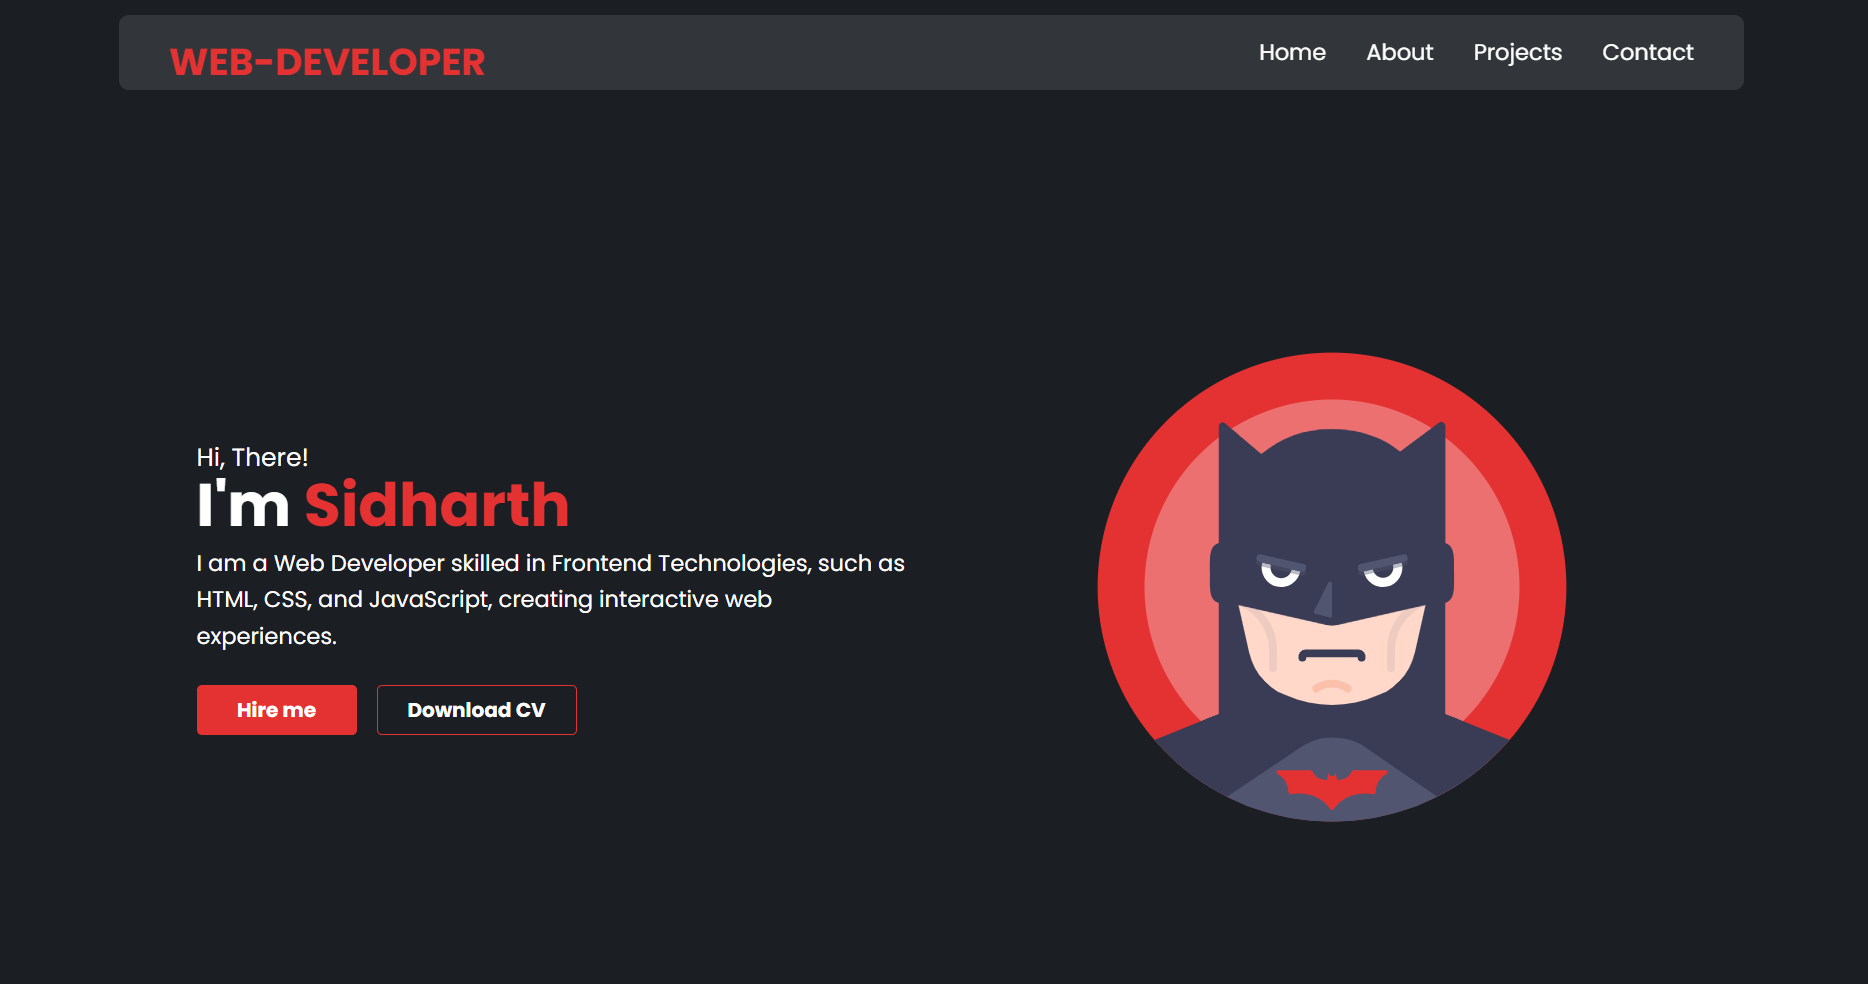 WEB-DEVELOPER
Home About Projects Contact
Hi, There!
I'm Sidharth
I am a Web Developer skilled in Frontend Technologies, such as
HTML, CSS, and JavaScript, creating interactive web
experiences.
Hire me Download CV